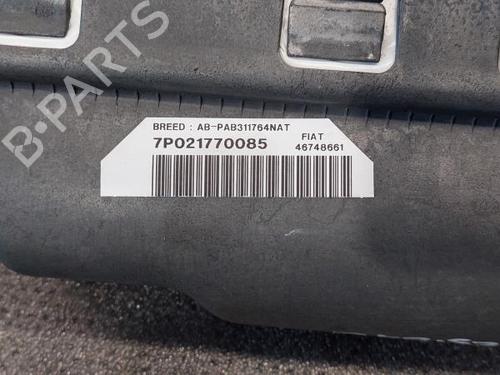 BREED : AB-PAB311764NAT
7P021770085
FIAT
46748661
B-PARTS